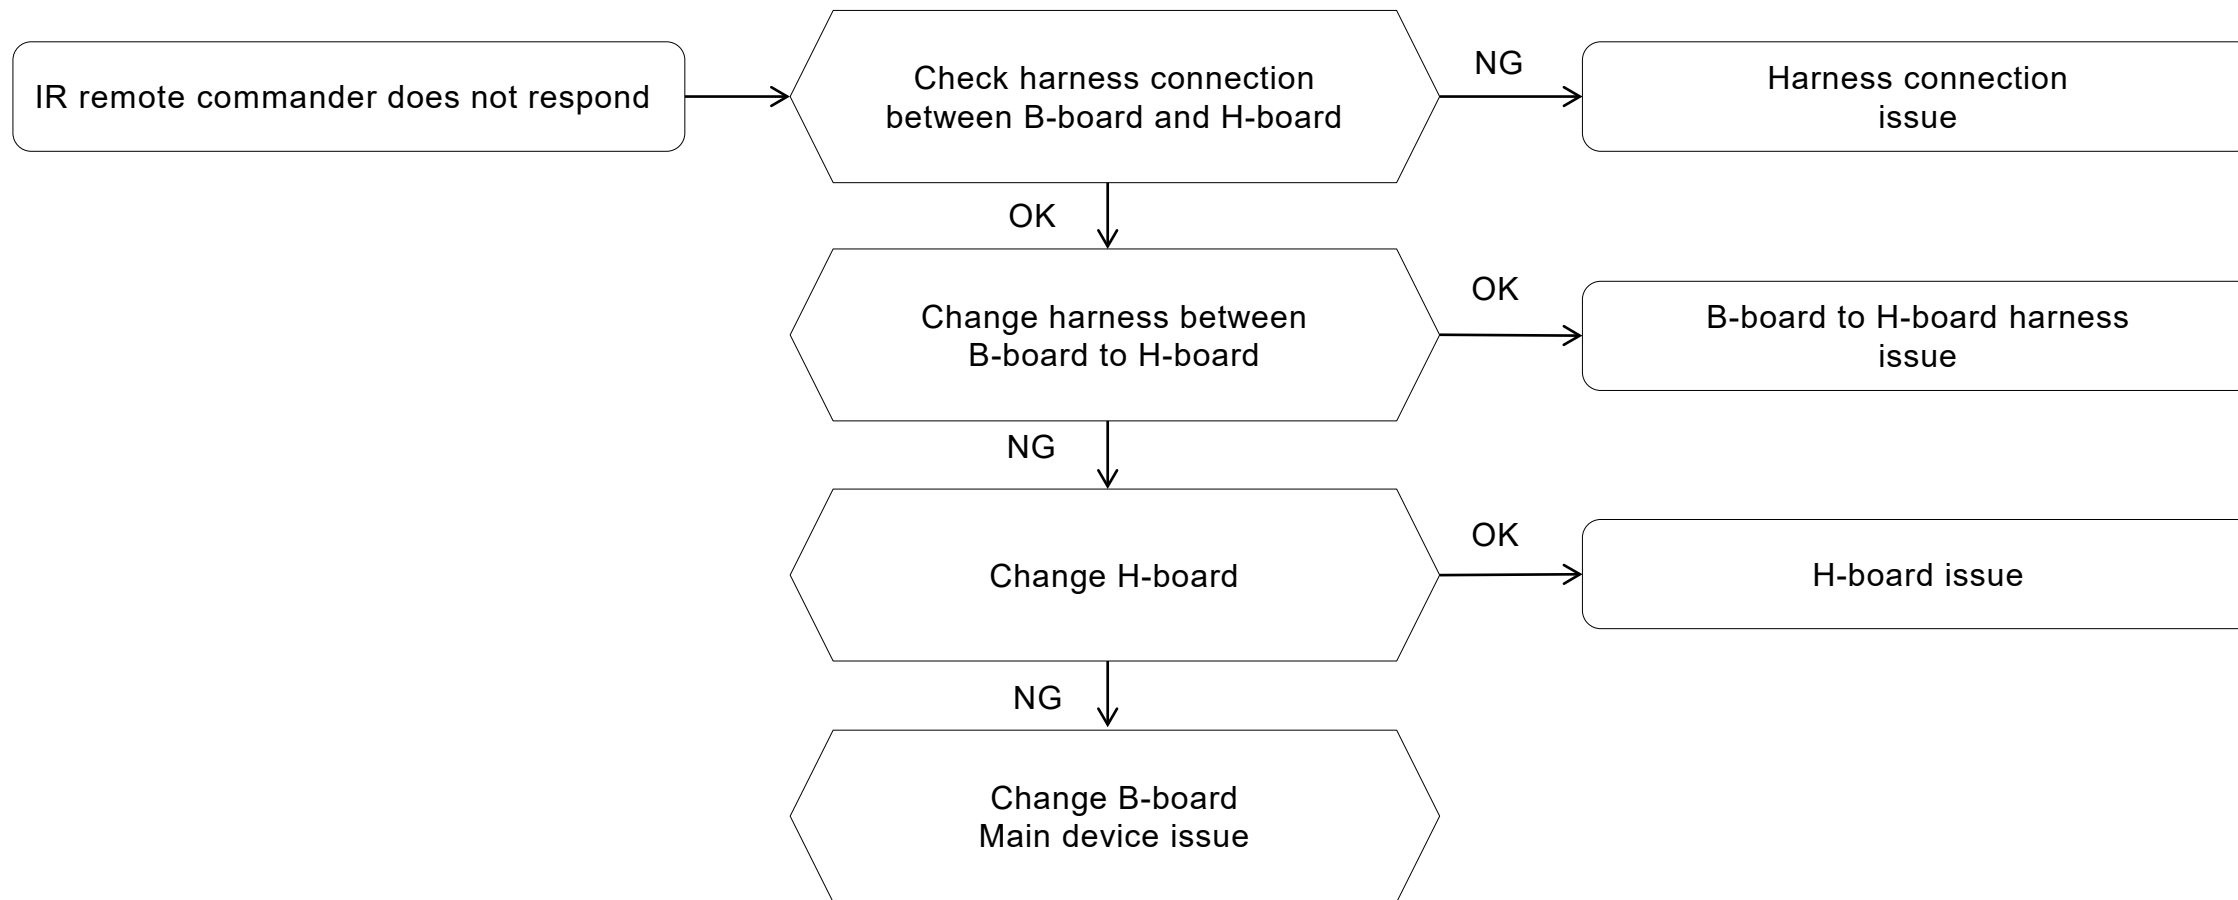 IR remote commander does not respond
Check harness connection
between B-board and H-board
NG
Harness connection
issue
OK
Change harness between
B-board to H-board
OK
B-board to H-board harness
issue
NG
Change H-board
OK
H-board issue
NG
Change B-board
Main device issue